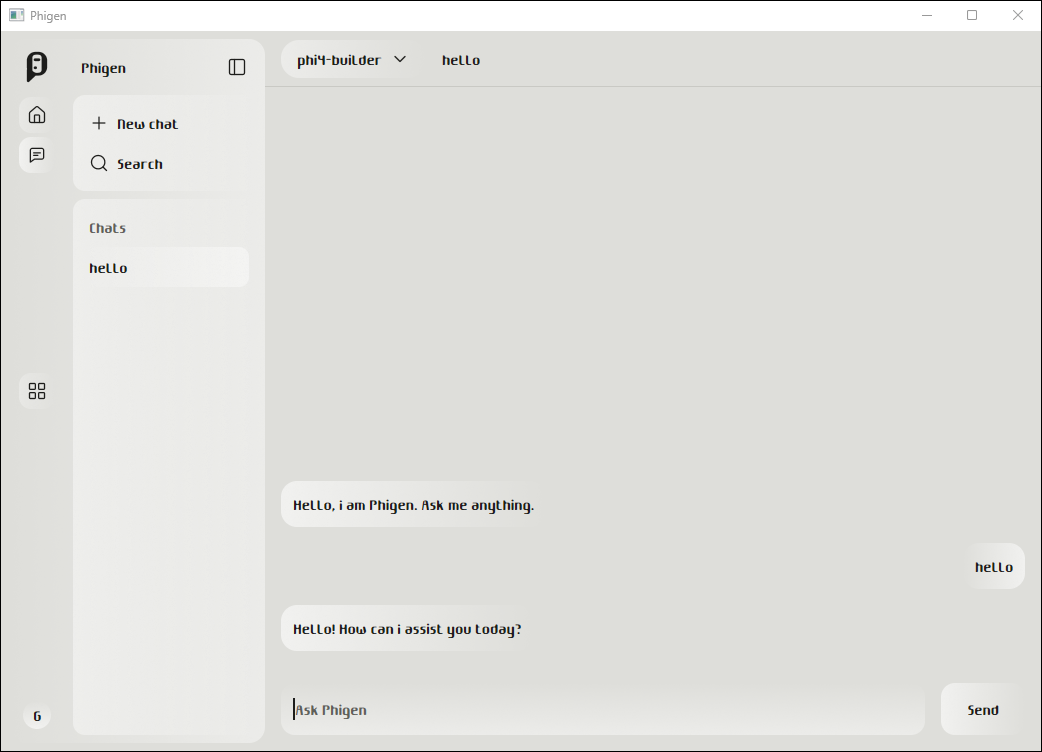 Phigen
Phigen
phi4-builder
hello
New chat
Search
Chats
hello
Hello, i am Phigen. Ask me anything.
hello
Hello! How can i assist you today?
Ask Phigen
Send
G